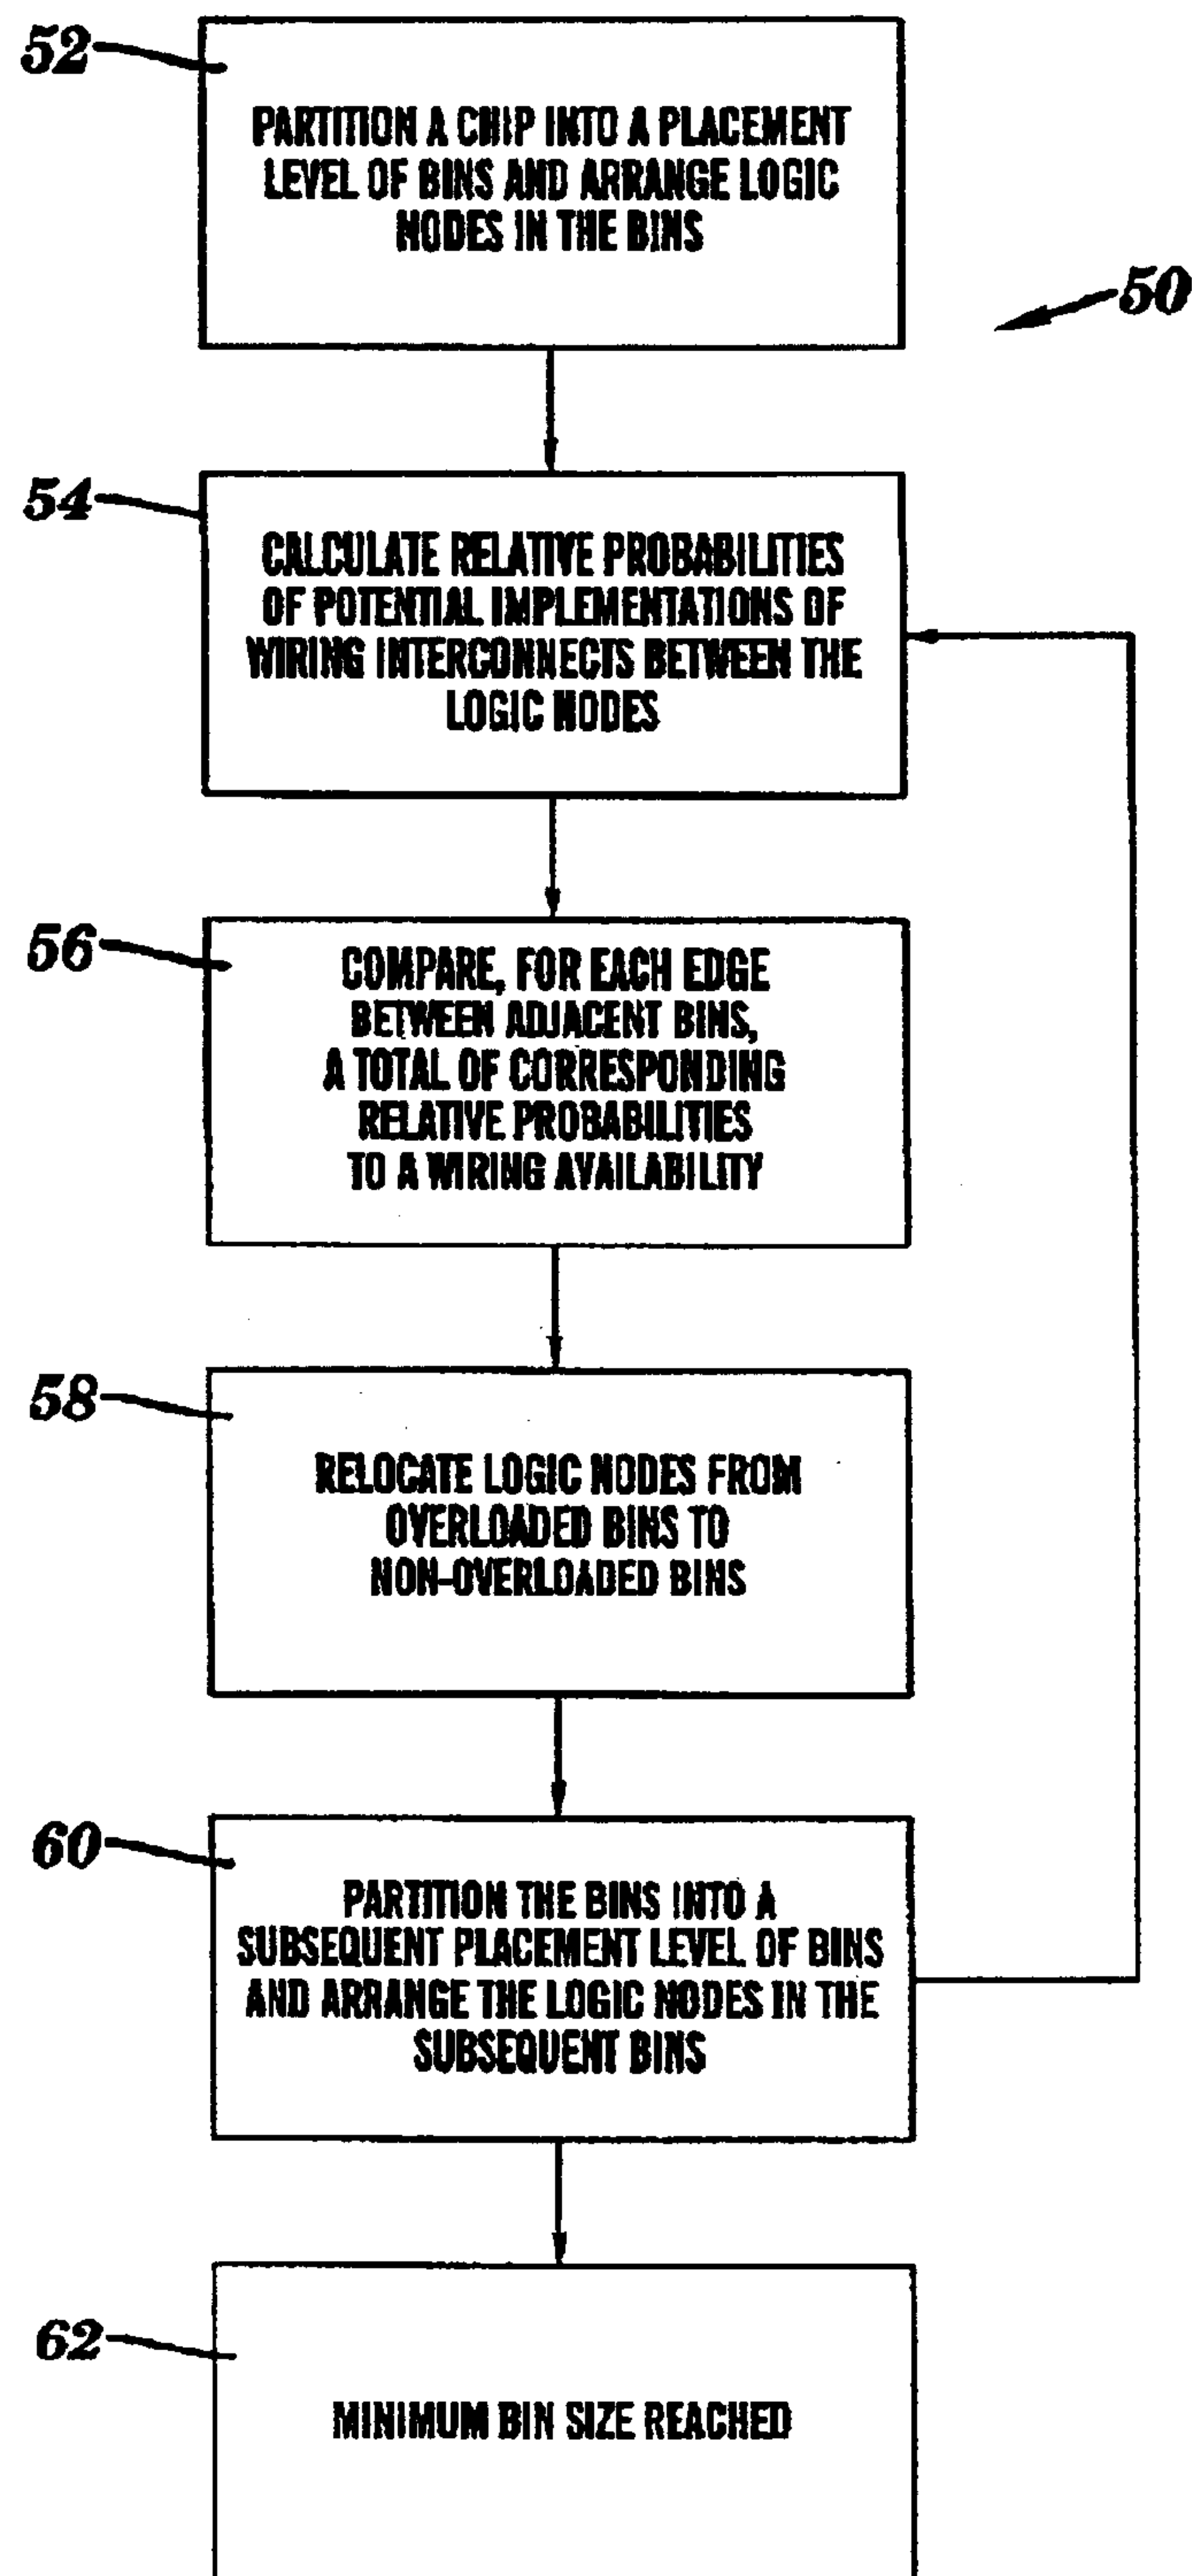 52
PARTITION A CHIP INTO A PLACEMENT
LEVEL OF BINS AND ARRANGE LOGIC
NODES IN THE BINS
50
54
CALCULATE RELATIVE PROBABILITIES
OF POTENTIAL IMPLEMENTATIONS OF
WIRING INTERCONNECTS BETWEEN THE
LOGIC NODES
56
COMPARE, FOR EACH EDGE
BETWEEN ADJACENT BINS,
A TOTAL OF CORRESPONDING
RELATIVE PROBABILITIES
TO A WIRING AVAILABILITY
58
RELOCATE LOGIC NODES FROM
OVERLOADED BINS TO
NON-OVERLOADED BINS
60
PARTITION THE BINS INTO A
SUBSEQUENT PLACEMENT LEVEL OF BINS
AND ARRANGE THE LOGIC NODES IN THE
SUBSEQUENT BINS
62
MINIMUM BIN SIZE REACHED